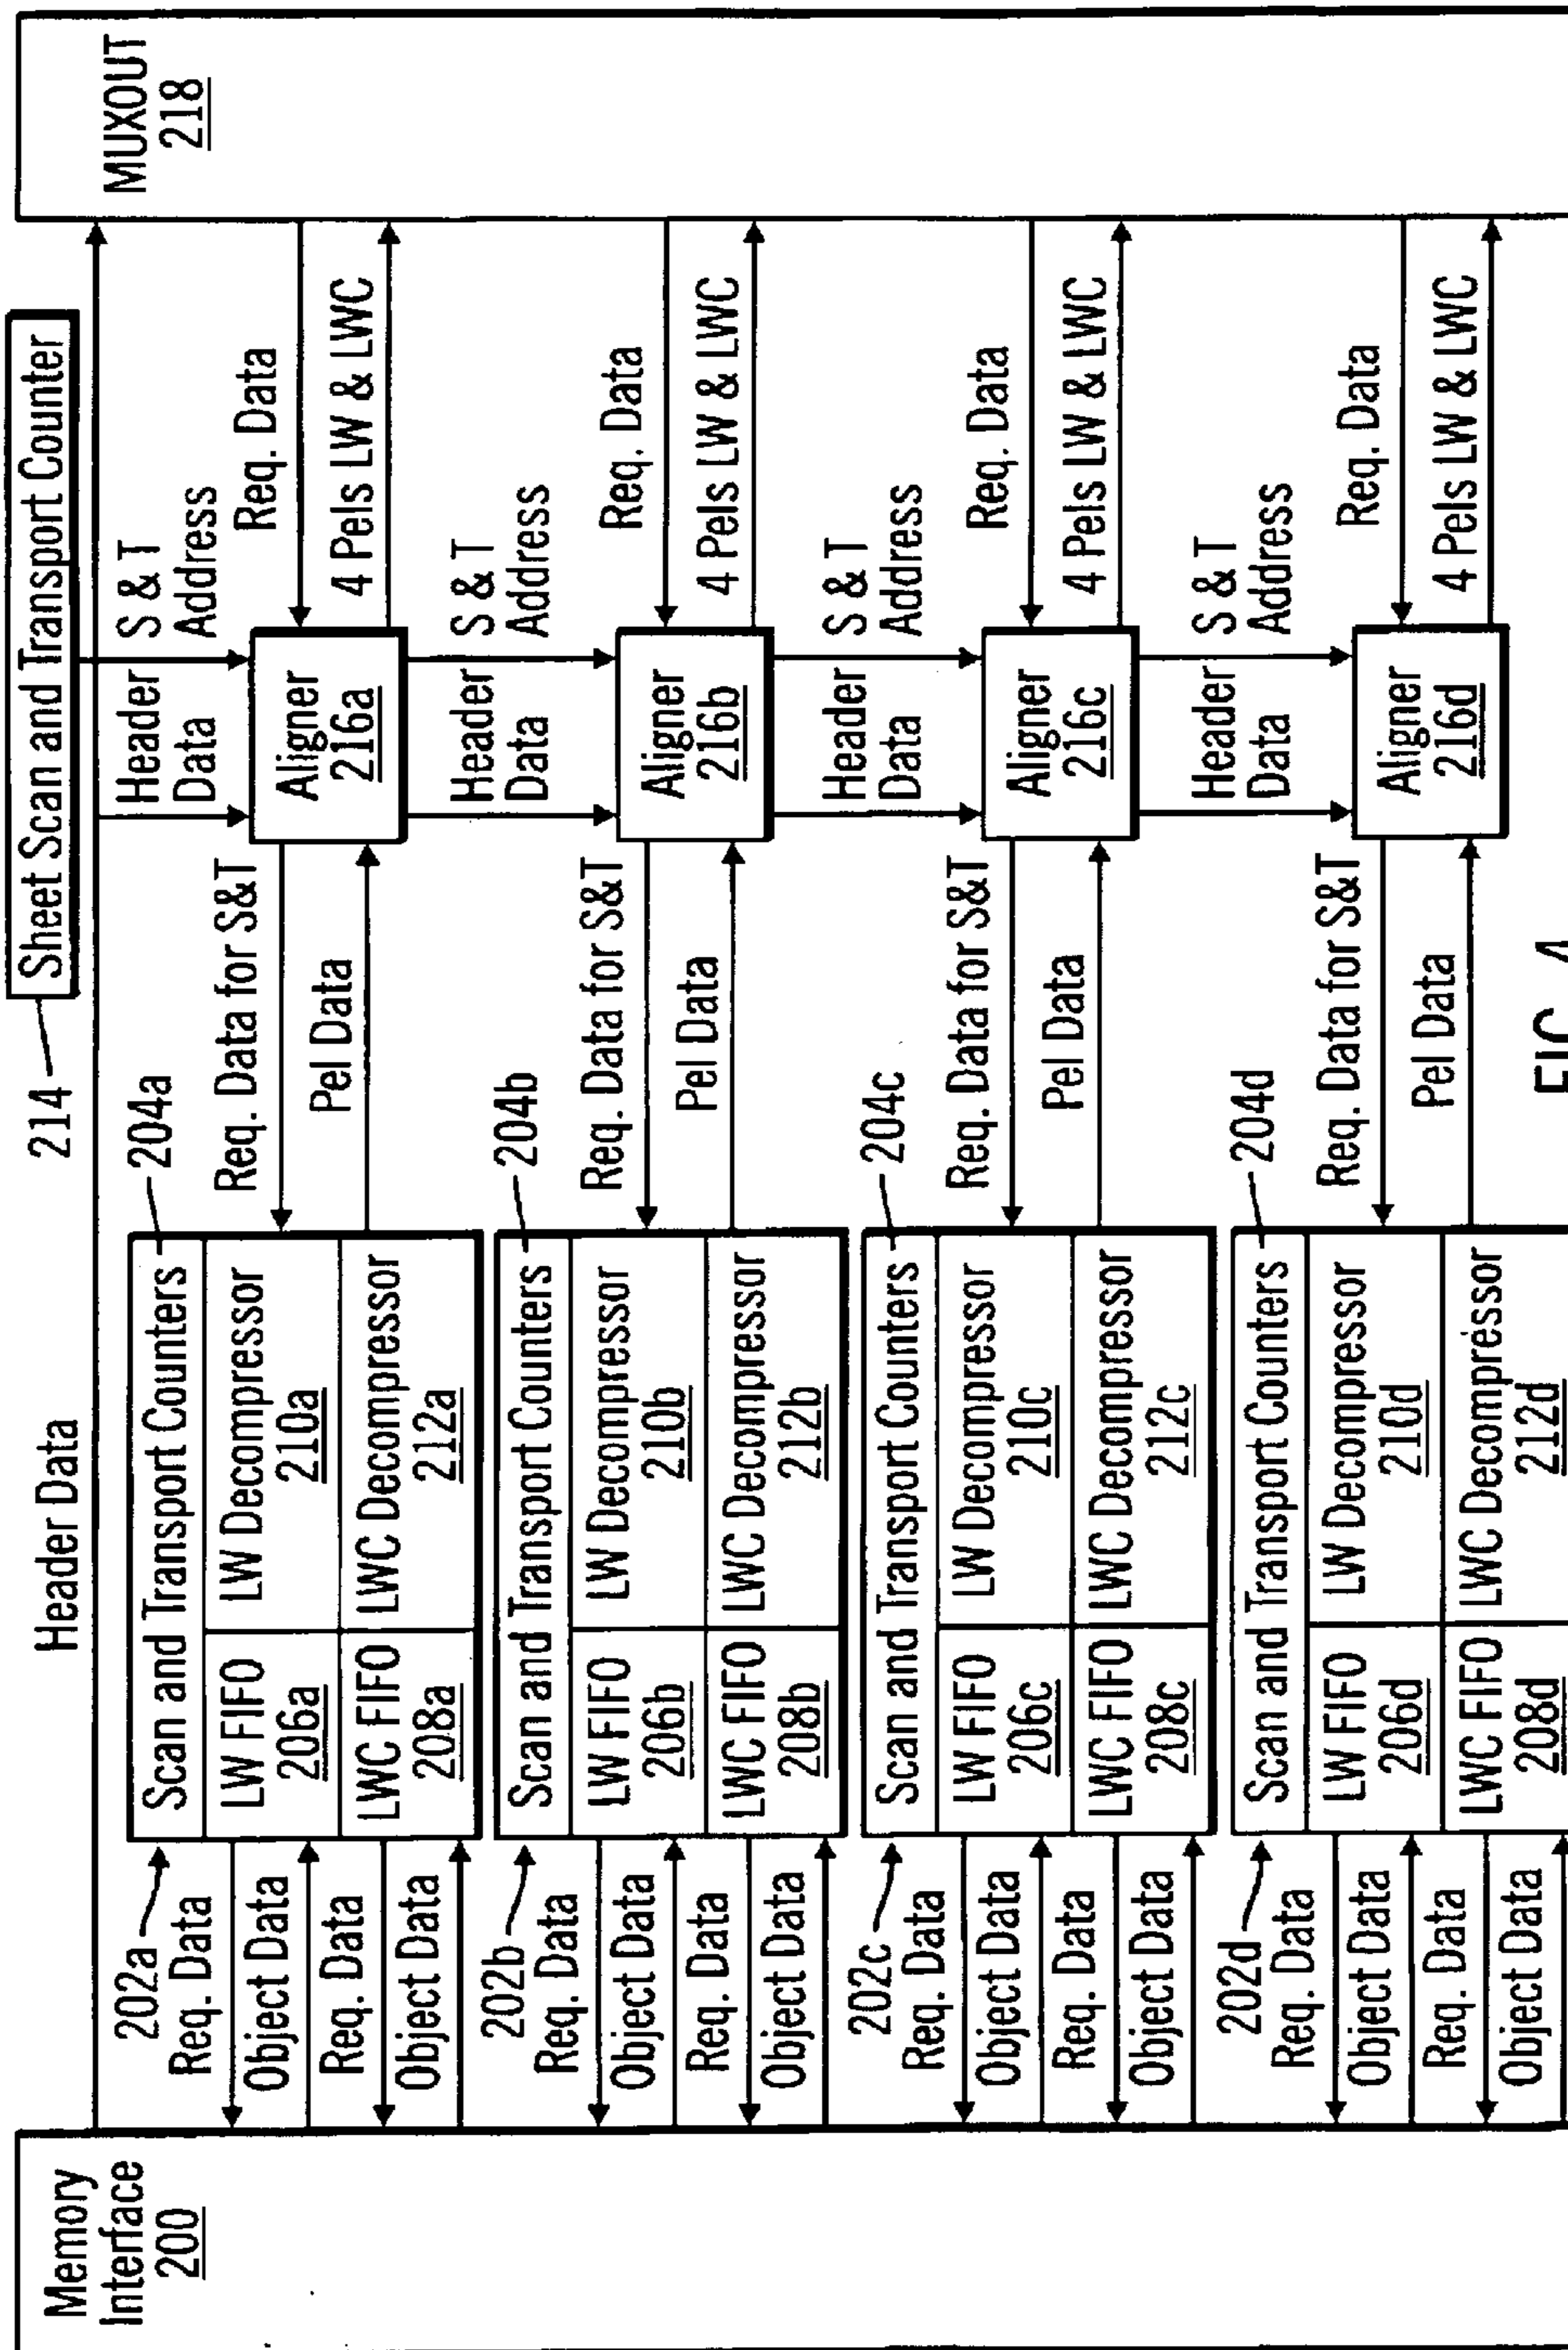 Memory
Interface
200
Header Data
214
Sheet Scan and Transport Counter
MUXOUT
218
202a
204a
Scan and Transport Counters
LW FIFO
206a
LW Decompressor
210a
LWC FIFO
208a
LWC Decompressor
212a
Req. Data
Object Data
Req. Data
Object Data
Req. Data for S&T
Pel Data
Header
Data
S & T
Address
Aligner
216a
Req. Data
4 Pels LW & LWC
202b
204b
Scan and Transport Counters
LW FIFO
206b
LW Decompressor
210b
LWC FIFO
208b
LWC Decompressor
212b
Req. Data
Object Data
Req. Data
Object Data
Req. Data for S&T
Pel Data
Header
Data
S & T
Address
Aligner
216b
Req. Data
4 Pels LW & LWC
202c
204c
Scan and Transport Counters
LW FIFO
206c
LW Decompressor
210c
LWC FIFO
208c
LWC Decompressor
212c
Req. Data
Object Data
Req. Data
Object Data
Req. Data for S&T
Pel Data
Header
Data
S & T
Address
Aligner
216c
Req. Data
4 Pels LW & LWC
202d
204d
Scan and Transport Counters
LW FIFO
206d
LW Decompressor
210d
LWC FIFO
208d
LWC Decompressor
212d
Req. Data
Object Data
Req. Data
Object Data
Req. Data for S&T
Pel Data
Header
Data
S & T
Address
Aligner
216d
Req. Data
4 Pels LW & LWC
FIG. 4